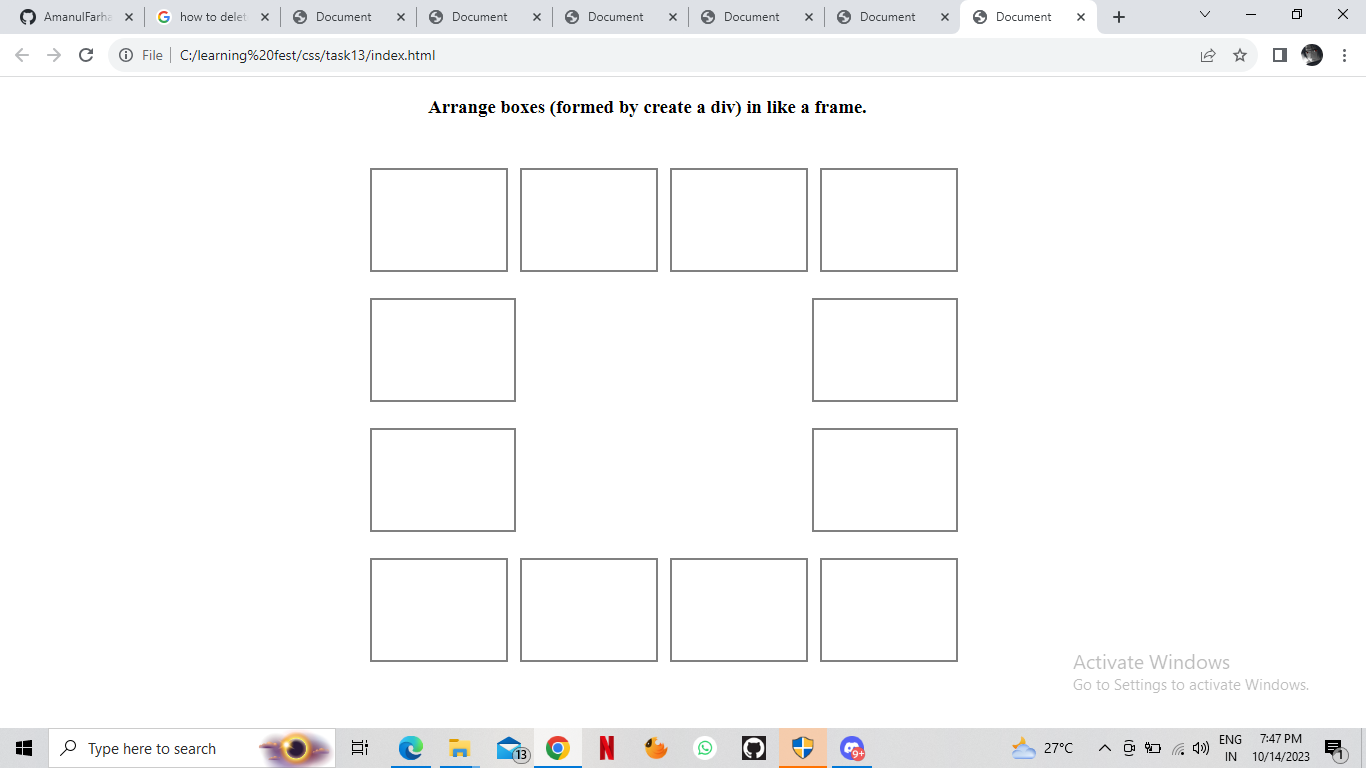 AmanulFarha
how to delet
Document
Document
Document
Document
Document
Document
File
C:/learning%20fest/css/task13/index.html
Arrange boxes (formed by create a div) in like a frame.
Activate Windows
Go to Settings to activate Windows.
Type here to search
13
9+
27°C
ENG
IN
7:47 PM
10/14/2023
1